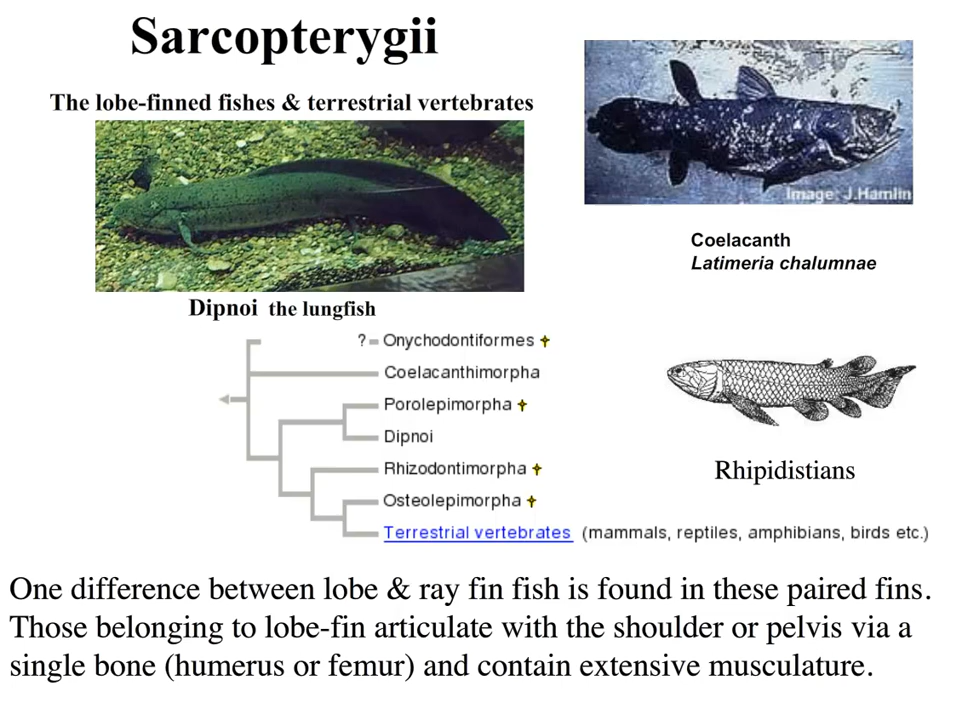 Sarcopterygii
The lobe-finned fishes & terrestrial vertebrates
Image: J.Hamlin
Coelacanth
Latimeria chalumnae
Dipnoi the lungfish
? Onychodontiformes
Coelacanthimorpha
Porolepimorpha
Dipnoi
Rhizodontimorpha
Osteolepimorpha
Terrestrial vertebrates (mammals, reptiles, amphibians, birds etc.)
Rhipidistians
One difference between lobe & ray fin fish is found in these paired fins.
Those belonging to lobe-fin articulate with the shoulder or pelvis via a
single bone (humerus or femur) and contain extensive musculature.